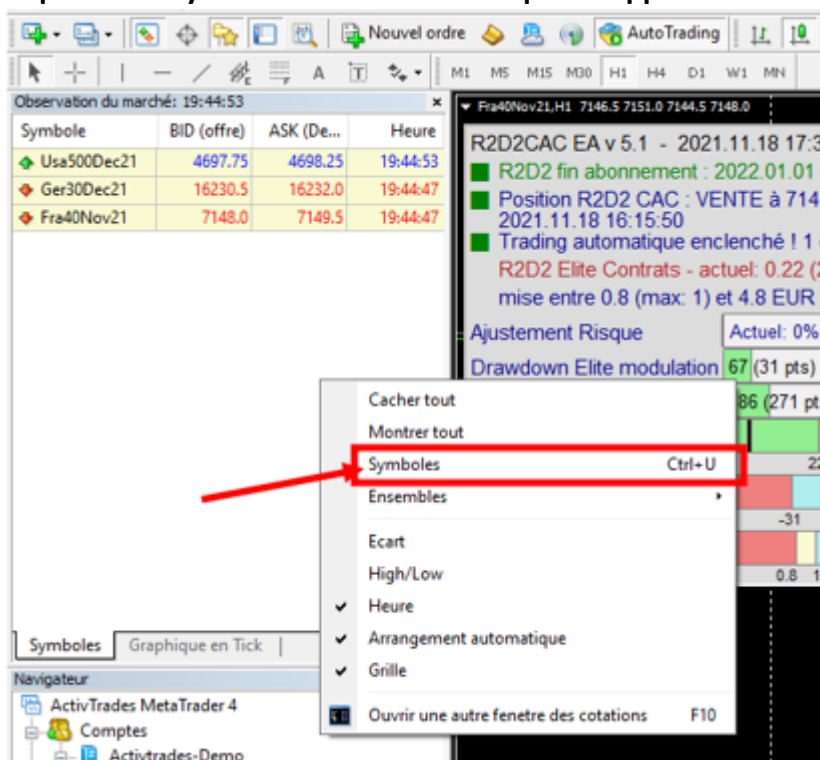 Nouvel ordre AutoTrading
A T M1 M5 M15 M30 H1 H4 D1 W1 MN
Observation du marché: 19:44:53
Symbole BID (offre) ASK (De... Heure
Usa500Dec21 4697.75 4698.25 19:44:53
Ger30Dec21 16230.5 16232.0 19:44:47
Fra40Nov21 7148.0 7149.5 19:44:47
Symboles Graphique en Tick
Navigateur
ActivTrades MetaTrader 4
Comptes
Activtrades-Demo
Fra40Nov21,H1 7146.5 7151.0 7144.5 7148.0
R2D2CAC EA v 5.1 - 2021.11.18 17:3
R2D2 fin abonnement : 2022.01.01
Position R2D2 CAC : VENTE à 714
2021.11.18 16:15:50
Trading automatique enclenché ! 1
R2D2 Elite Contrats - actuel: 0.22 (2
mise entre 0.8 (max: 1) et 4.8 EUR
Ajustement Risque Actuel: 0%
Drawdown Elite modulation 67 (31 pts)
86 (271 pt
22
-31
0.8 1
Cacher tout
Montrer tout
Symboles Ctrl+U
Ensembles
Ecart
High/Low
Heure
Arrangement automatique
Grille
Ouvrir une autre fenetre des cotations F10